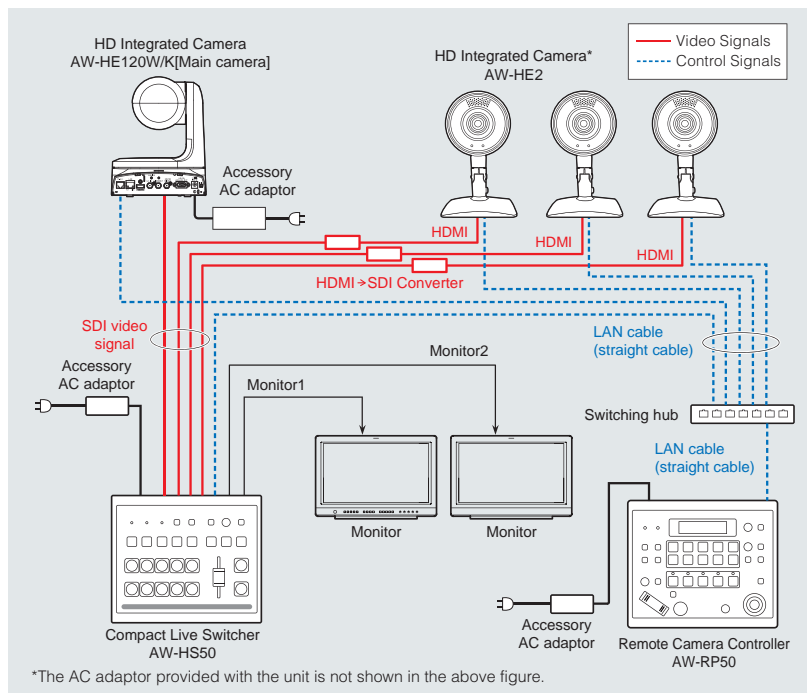 HD Integrated Camera
AW-HE120W/K[Main camera]
HD Integrated Camera*
AW-HE2
Video Signals
Control Signals
Accessory
AC adaptor
HDMI
HDMI
HDMI
HDMI→SDI Converter
SDI video
signal
LAN cable
(straight cable)
Accessory
AC adaptor
Monitor2
Monitor1
Switching hub
LAN cable
(straight cable)
Monitor
Monitor
Accessory
AC adaptor
Compact Live Switcher
AW-HS50
Remote Camera Controller
AW-RP50
*The AC adaptor provided with the unit is not shown in the above figure.